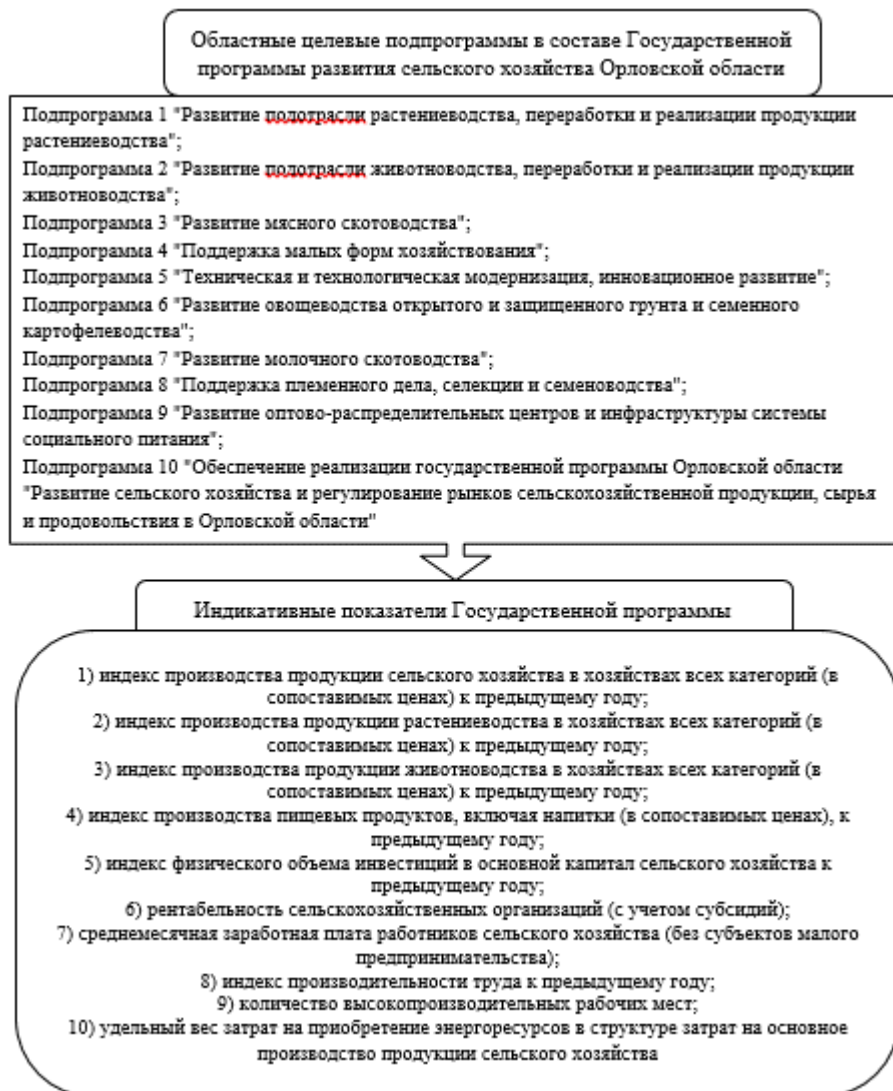 Областные целевые подпрограммы в составе Государственной
программы развития сельского хозяйства Орловской области
Подпрограмма 1 "Развитие подотрасли растениеводства, переработки и реализации продукции
растениеводства";
Подпрограмма 2 "Развитие подотрасли животноводства, переработки и реализации продукции
животноводства";
Подпрограмма 3 "Развитие мясного скотоводства";
Подпрограмма 4 "Поддержка малых форм хозяйствования";
Подпрограмма 5 "Техническая и технологическая модернизация, инновационное развитие";
Подпрограмма 6 "Развитие овощеводства открытого и защищенного грунта и семенного
картофелеводства";
Подпрограмма 7 "Развитие молочного скотоводства";
Подпрограмма 8 "Поддержка племенного дела, селекции и семеноводства";
Подпрограмма 9 "Развитие оптово-распределительных центров и инфраструктуры системы
социального питания";
Подпрограмма 10 "Обеспечение реализации государственной программы Орловской области
"Развитие сельского хозяйства и регулирование рынков сельскохозяйственной продукции, сырья
и продовольствия в Орловской области"
Индикативные показатели Государственной программы
1) индекс производства продукции сельского хозяйства в хозяйствах всех категорий (в
сопоставимых ценах) к предыдущему году;
2) индекс производства продукции растениеводства в хозяйствах всех категорий (в
сопоставимых ценах) к предыдущему году;
3) индекс производства продукции животноводства в хозяйствах всех категорий (в
сопоставимых ценах) к предыдущему году;
4) индекс производства пищевых продуктов, включая напитки (в сопоставимых ценах), к
предыдущему году;
5) индекс физического объема инвестиций в основной капитал сельского хозяйства к
предыдущему году;
6) рентабельность сельскохозяйственных организаций (с учетом субсидий);
7) среднемесячная заработная плата работников сельского хозяйства (без субъектов малого
предпринимательства);
8) индекс производительности труда к предыдущему году;
9) количество высокопроизводительных рабочих мест;
10) удельный вес затрат на приобретение энергоресурсов в структуре затрат на основное
производство продукции сельского хозяйства